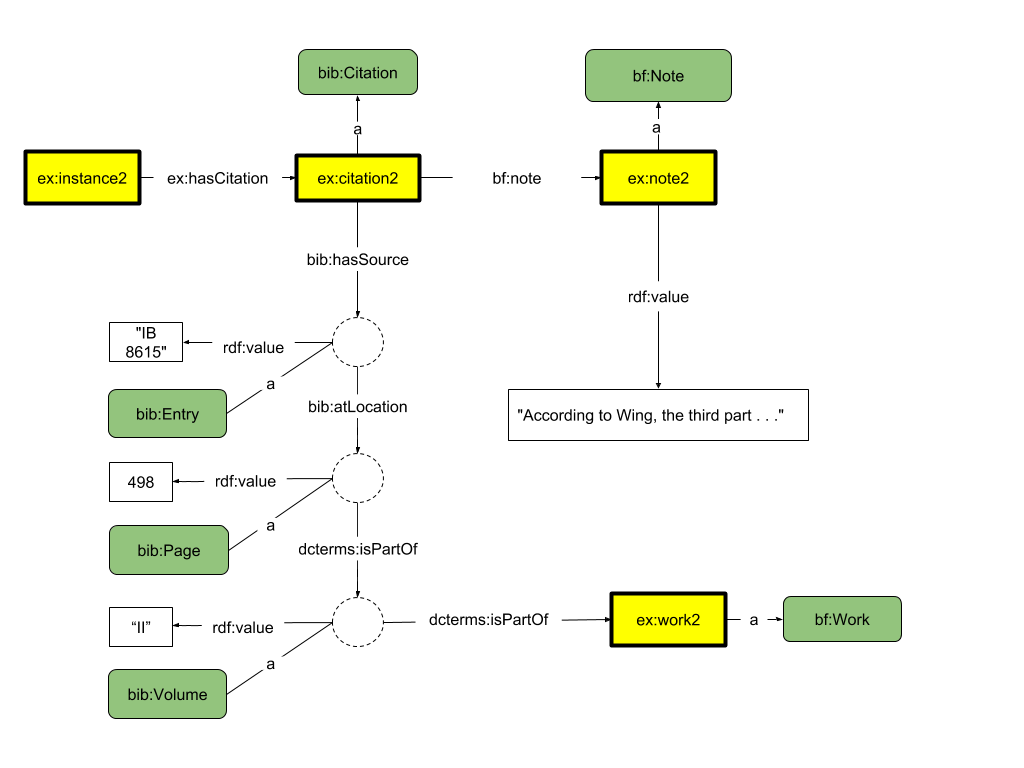 bib:Citation
bf:Note
a
a
ex:instance2
ex:hasCitation
ex:citation2
bf:note
ex:note2
bib:hasSource
rdf:value
"IB
8615"
rdf:value
a
bib:Entry
bib:atLocation
"According to Wing, the third part . . ."
498
rdf:value
a
bib:Page
dcterms:isPartOf
“II”
rdf:value
dcterms:isPartOf
ex:work2
a
bf:Work
a
bib:Volume